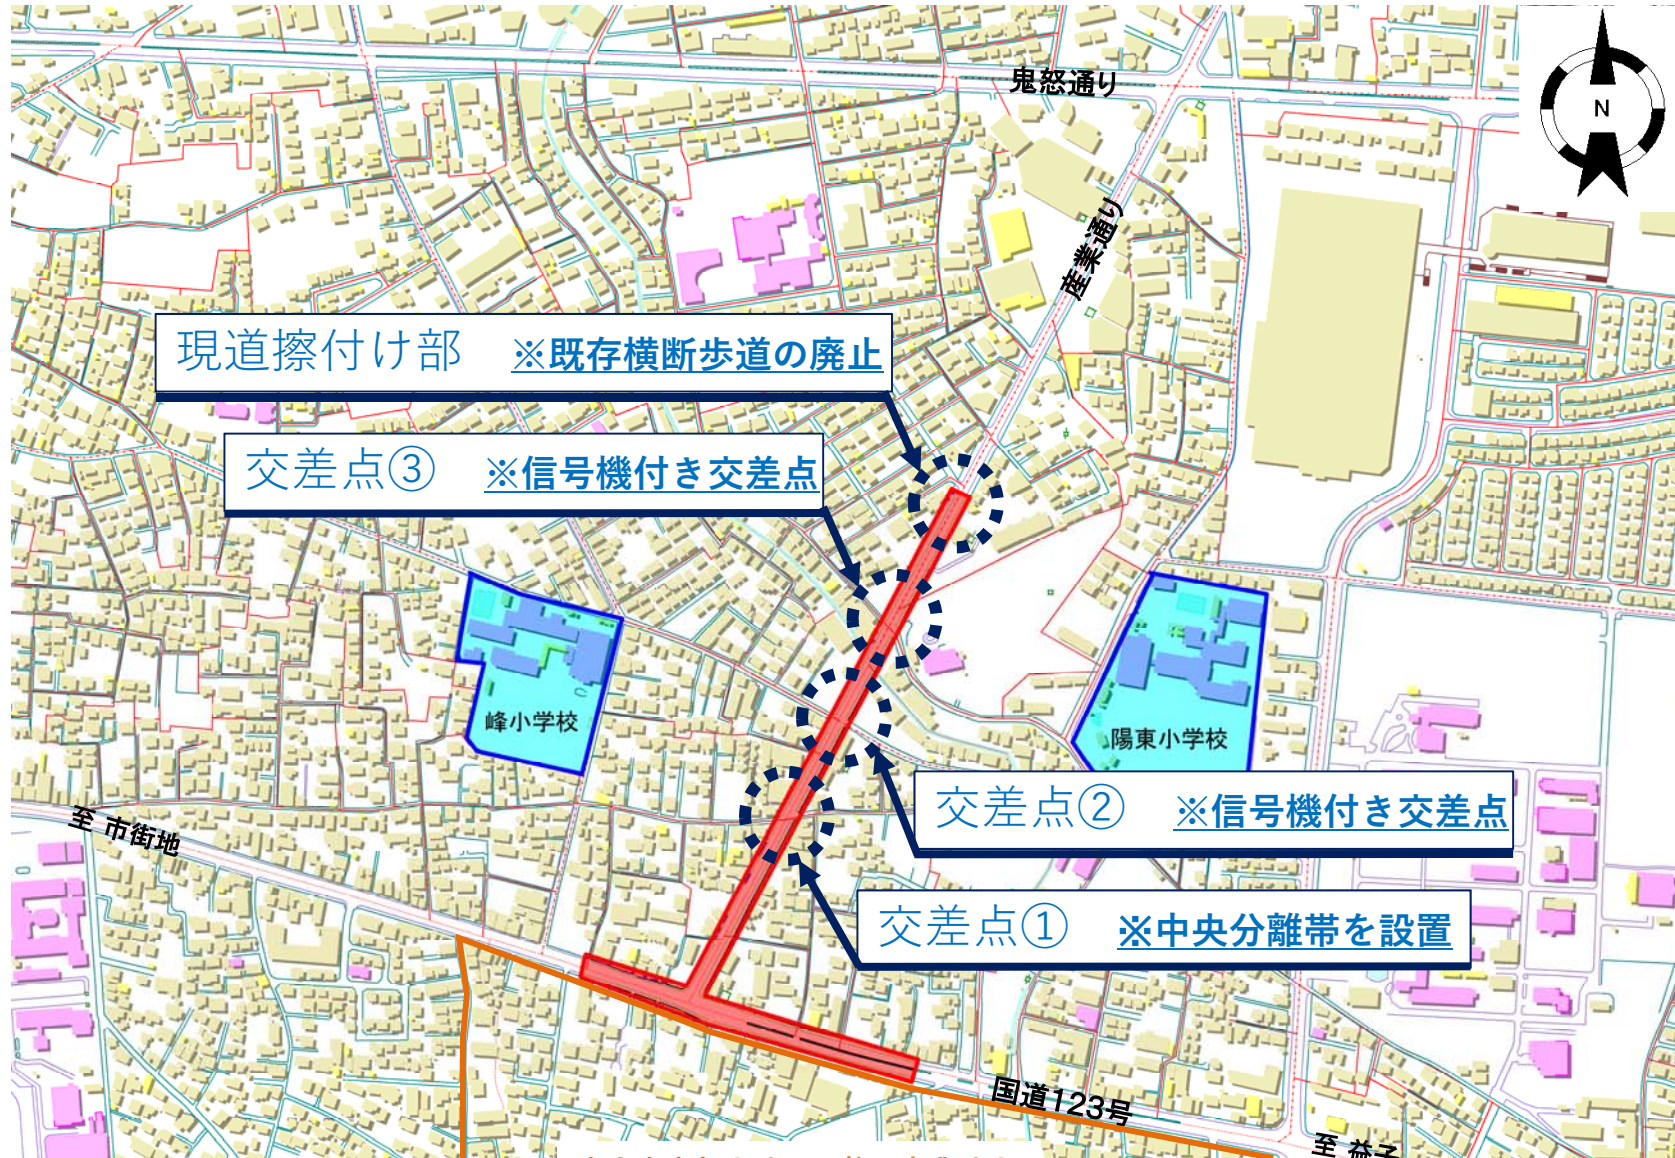 鬼怒通り
N
産業通り
現道擦付け部 ※既存横断歩道の廃止
交差点③ ※信号機付き交差点
峰小学校
陽東小学校
交差点② ※信号機付き交差点
至 市街地
交差点① ※中央分離帯を設置
国道123号
至 益子